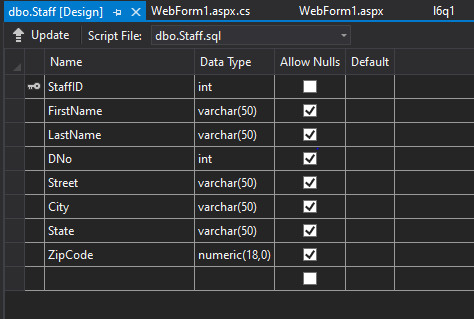 dbo.Staff [Design] WebForm1.aspx.cs WebForm1.aspx l6q1
Update Script File: dbo.Staff.sql
Name Data Type Allow Nulls Default
StaffID int
FirstName varchar(50)
LastName varchar(50)
DNo int
Street varchar(50)
City varchar(50)
State varchar(50)
ZipCode numeric(18,0)